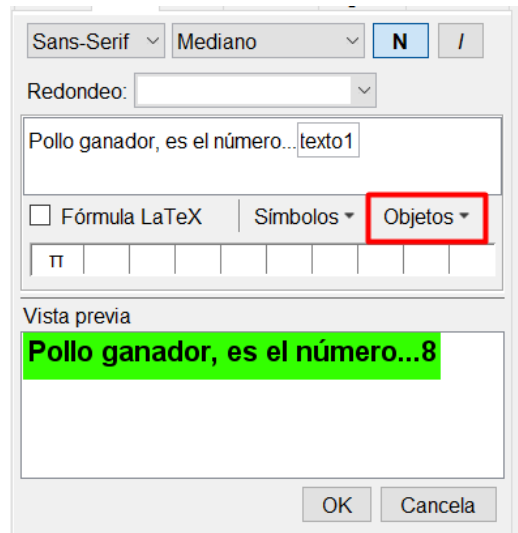 Sans-Serif Mediano N I
Redondeo:
Pollo ganador, es el número...texto1
Fórmula LaTeX Símbolos Objetos
π
Vista previa
Pollo ganador, es el número...8
OK Cancela